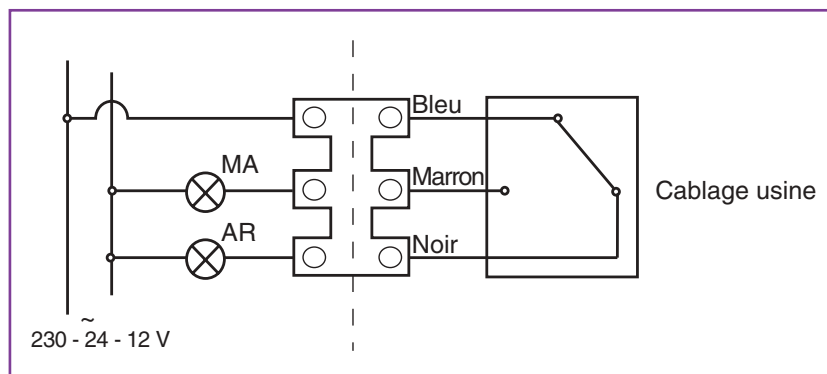 Bleu
MA
Marron
Cablage usine
AR
Noir
~
230 - 24 - 12 V